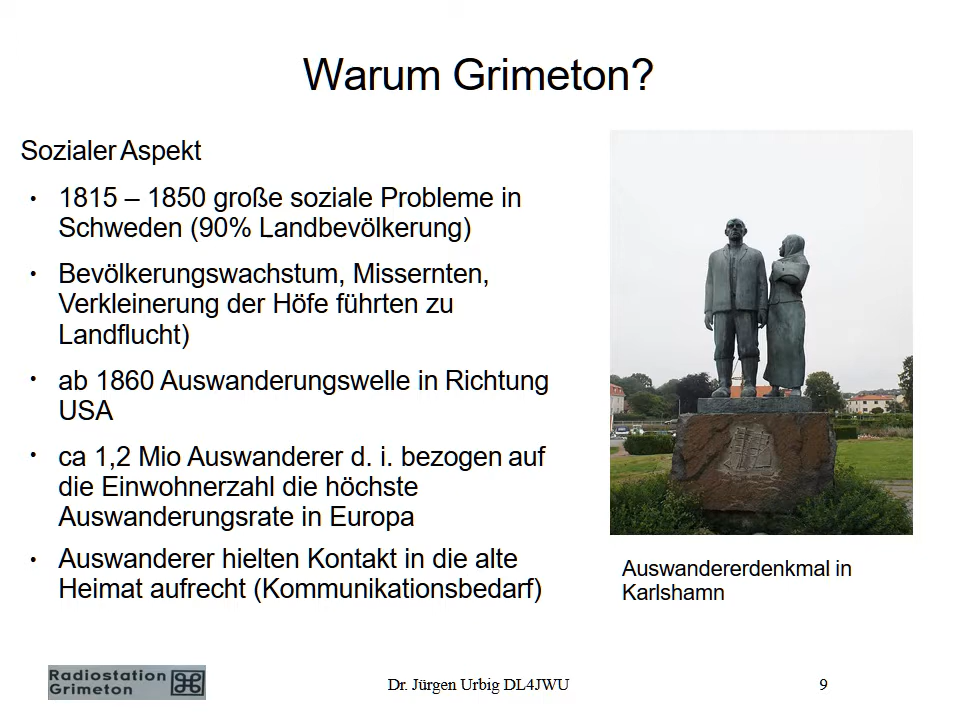 Warum Grimeton?
Sozialer Aspekt
• 1815 – 1850 große soziale Probleme in
Schweden (90% Landbevölkerung)
• Bevölkerungswachstum, Missernten,
Verkleinerung der Höfe führten zu
Landflucht)
• ab 1860 Auswanderungswelle in Richtung
USA
• ca 1,2 Mio Auswanderer d. i. bezogen auf
die Einwohnerzahl die höchste
Auswanderungsrate in Europa
• Auswanderer hielten Kontakt in die alte
Heimat aufrecht (Kommunikationsbedarf)
Auswandererdenkmal in
Karlshamn
Radiostation
Grimeton
Dr. Jürgen Urbig DL4JWU
9